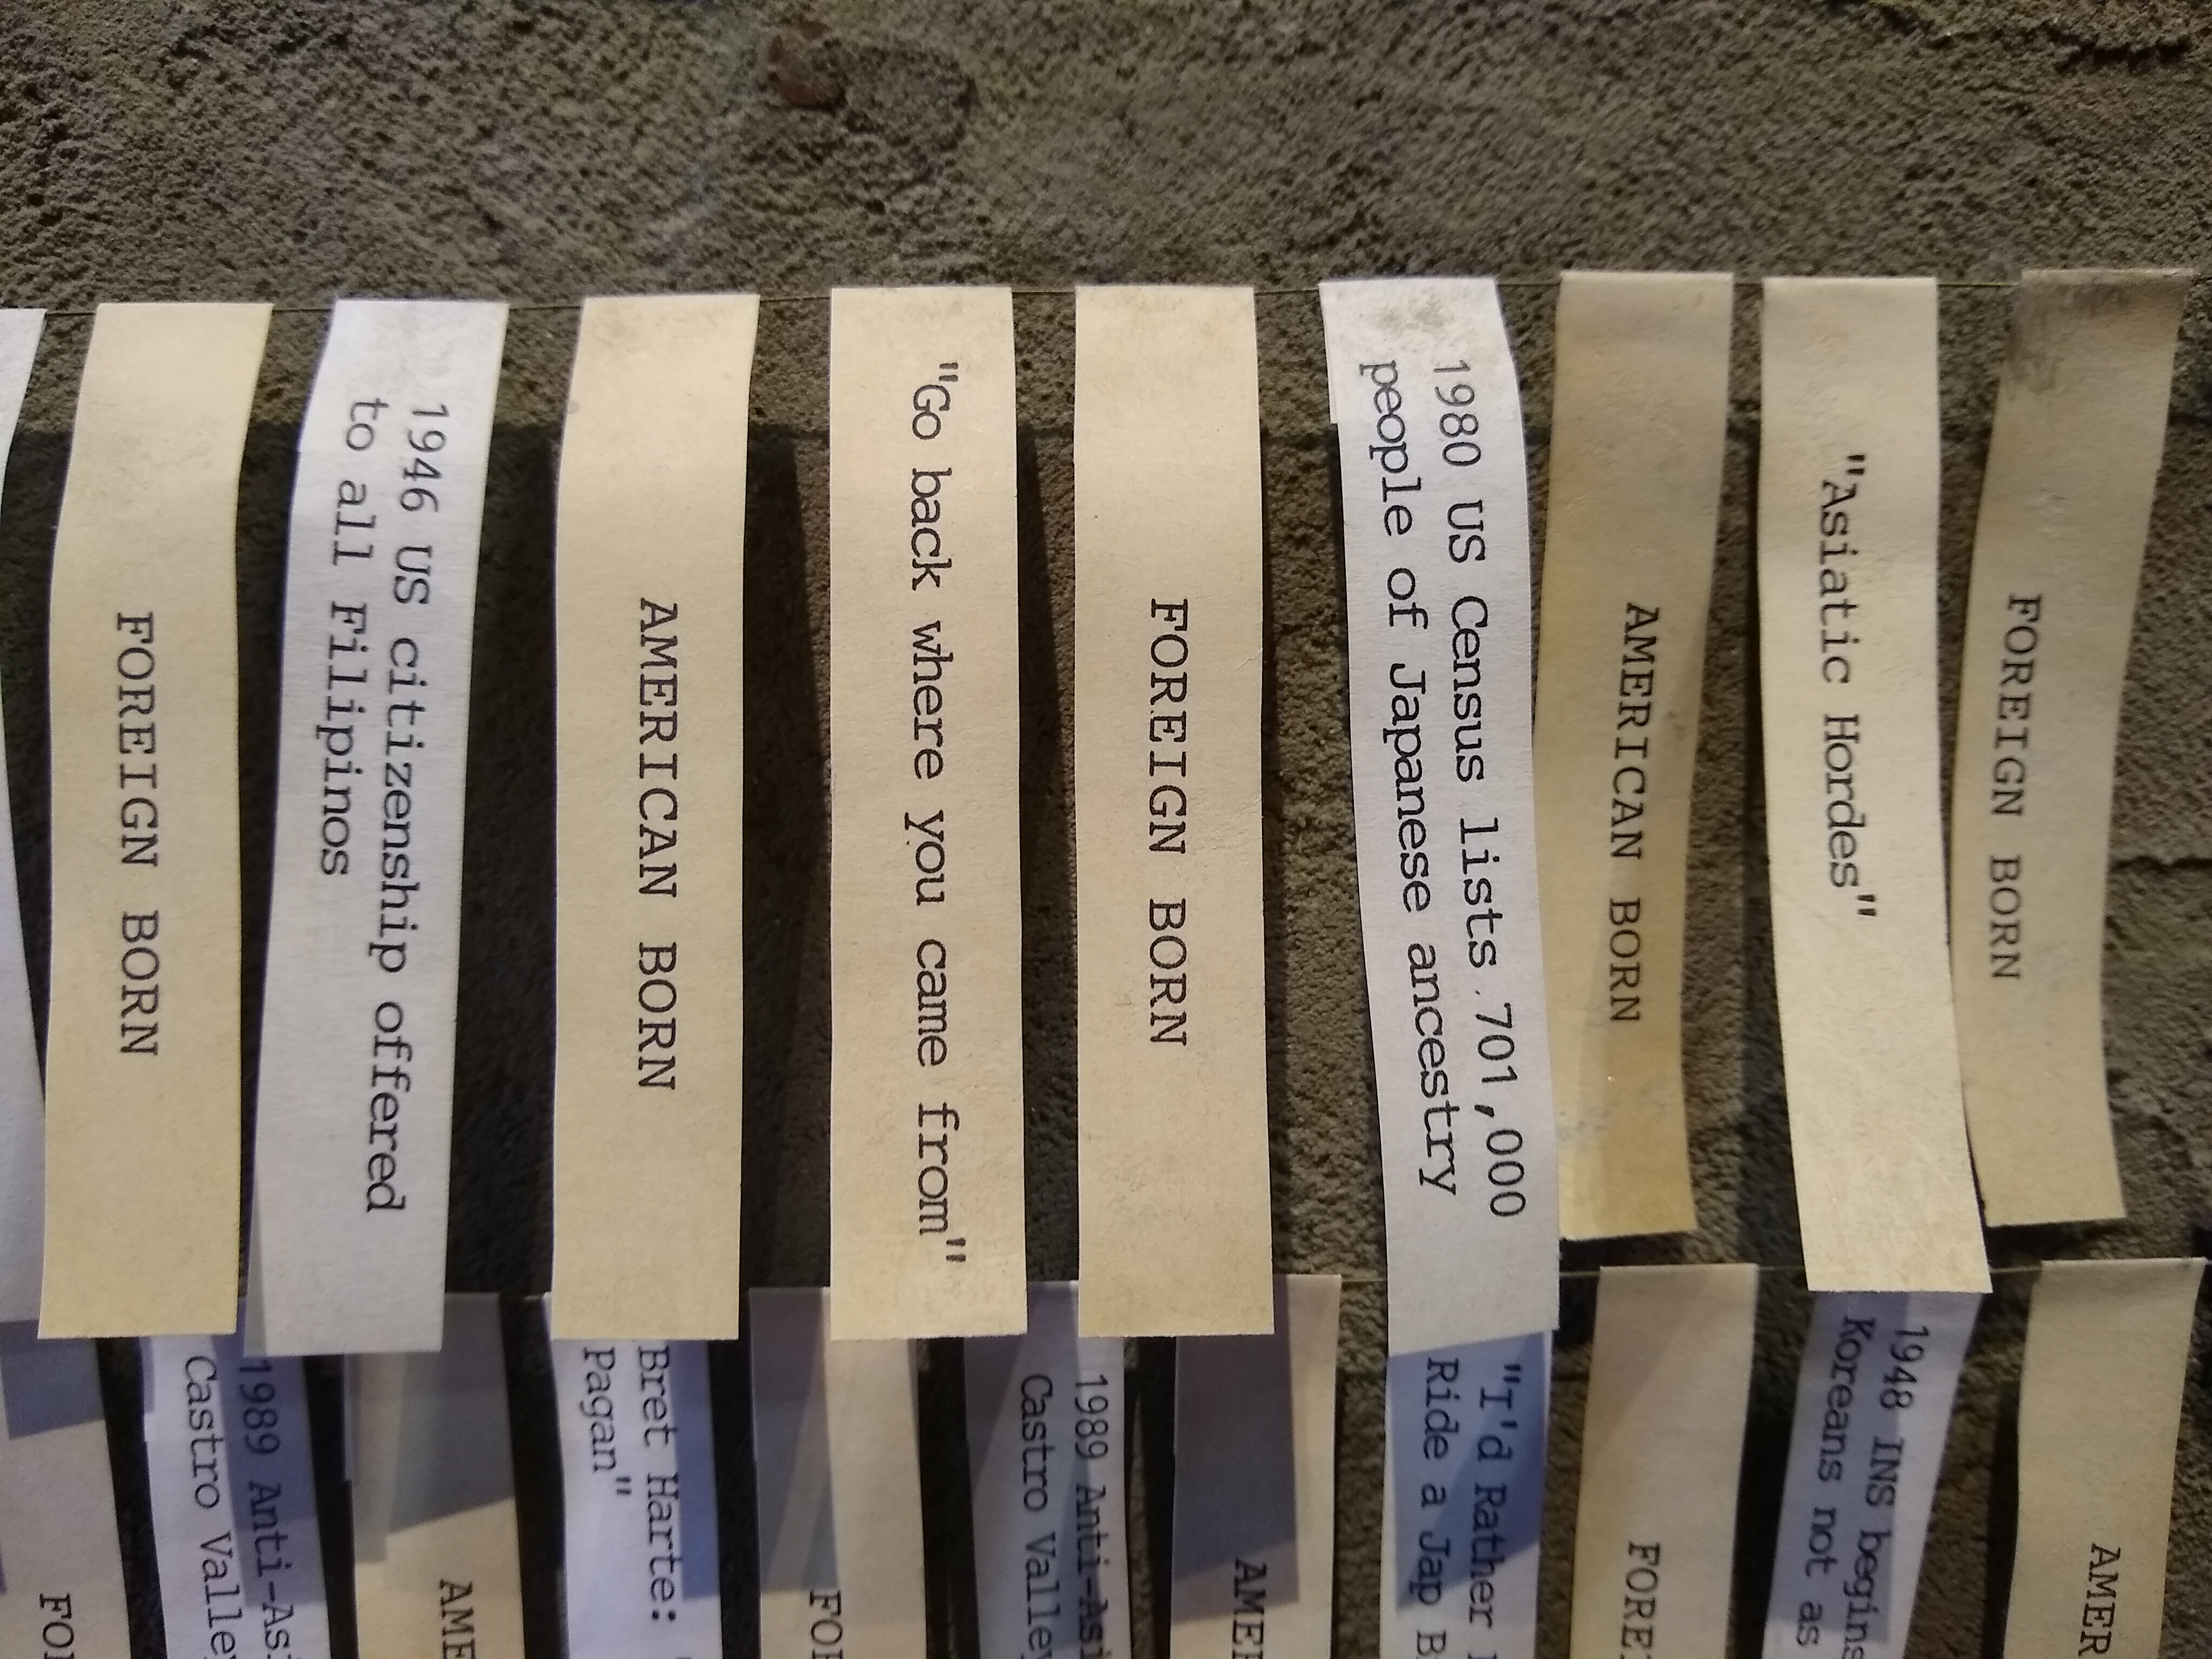 FOREIGN BORN
1946 US citizenship offered
to all Filipinos
AMERICAN BORN
"Go back where you came from"
FOREIGN BORN
1980 US Census lists 701,000
people of Japanese ancestry
AMERICAN BORN
"Asiatic Hordes"
FOREIGN BORN
1989
Castro
Bret Harte:
Pagan"
1989
Castro
"I'd Rather
Ride a Jap
1948 INS begins
Koreans not as